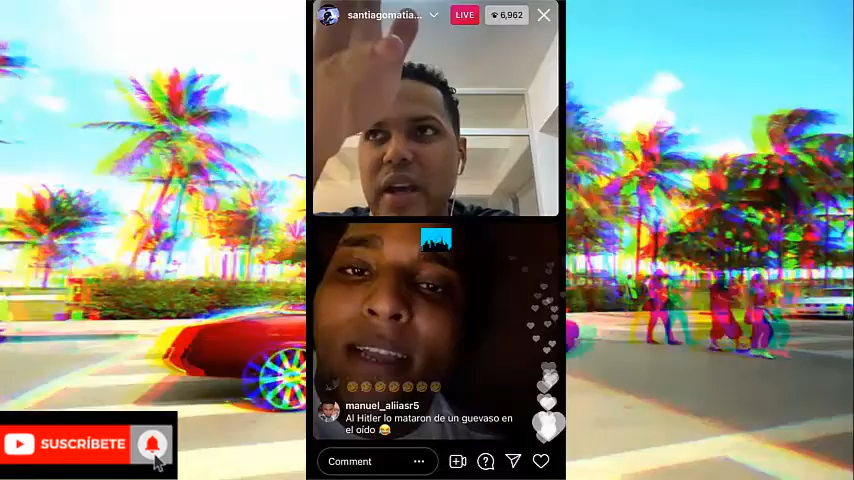 santiagomatia...
LIVE
6,962
manuel_aliiasr5
Al Hitler lo mataron de un guevaso en
el oído 😂
Comment
SUSCRÍBETE